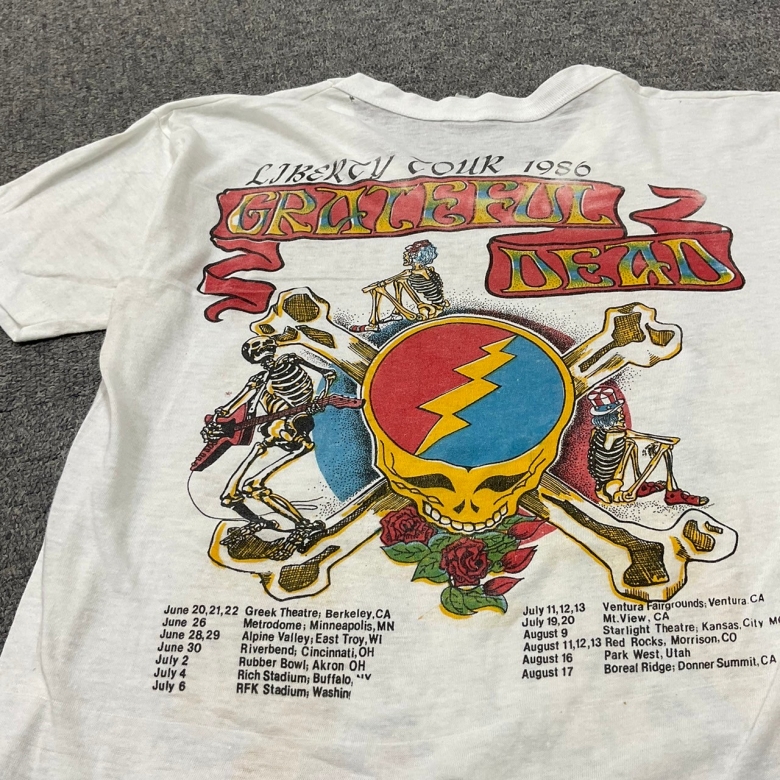 LIBERTY TOUR 1986
GRATEFUL
DEAD
June 20,21,22 Greek Theatre; Berkeley,CA
June 26 Metrodome; Minneapolis,MN
June 28,29 Alpine Valley; East Troy,WI
June 30 Riverbend; Cincinnati,OH
July 2 Rubber Bowl; Akron OH
July 4 Rich Stadium; Buffalo,
July 6 RFK Stadium;
July 11,12,13 Ventura Fairgrounds; Ventura CA
July 19,20 Mt.View, CA
August 9 Starlight Theatre; Kansas.City
August 11,12,13 Red Rocks, Morrison,CO
August 16 Park West, Utah
August 17 Boreal Ridge; Donner Summit,CA